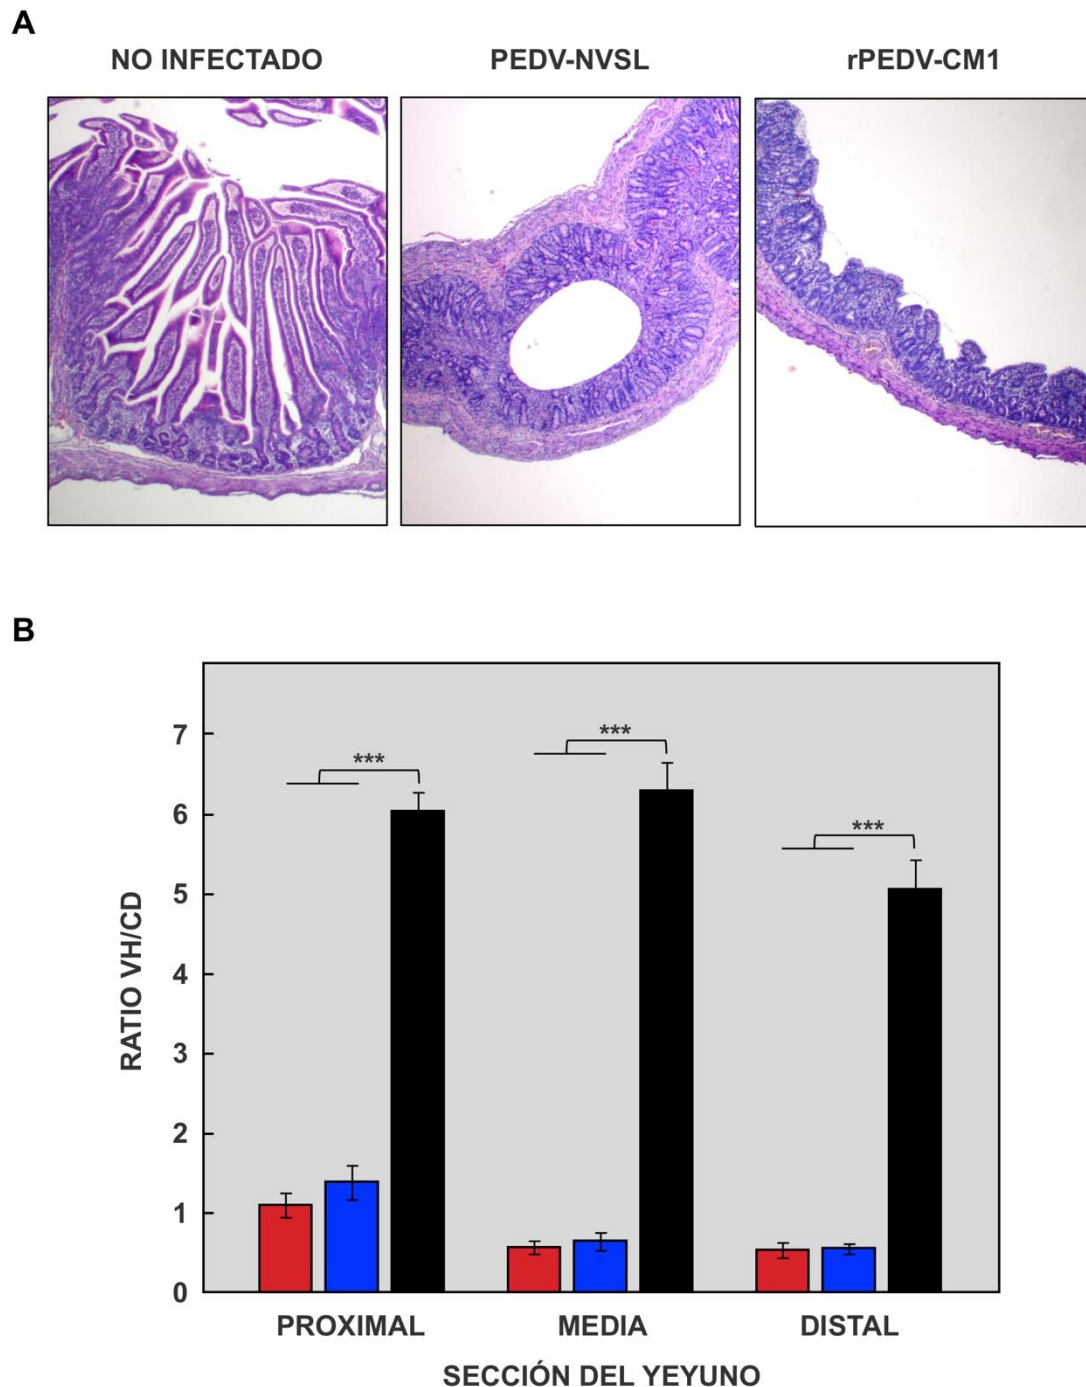 A
NO INFECTADO
PEDV-NVSL
rPEDV-CM1
B
RATIO VH/CD
7
6
5
4
3
2
1
0
***
***
***
PROXIMAL
MEDIA
DISTAL
SECCIÓN DEL YEYUNO